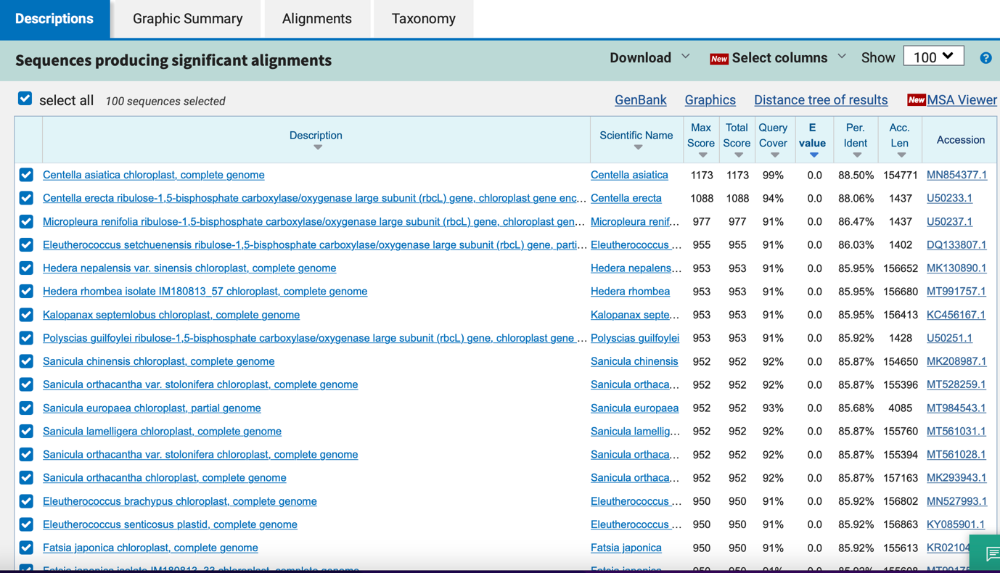 Descriptions Graphic Summary Alignments Taxonomy
Sequences producing significant alignments Download New Select columns Show 100 ?
select all 100 sequences selected GenBank Graphics Distance tree of results New MSA Viewer
Description Scientific Name Max Score Total Score Query Cover E value Per. Ident Acc. Len Accession
Centella asiatica chloroplast, complete genome Centella asiatica 1173 1173 99% 0.0 88.50% 154771 MN854377.1
Centella erecta ribulose-1,5-bisphosphate carboxylase/oxygenase large subunit (rbcL) gene, chloroplast gene enc... Centella erecta 1088 1088 94% 0.0 88.06% 1437 U50233.1
Micropleura renifolia ribulose-1,5-bisphosphate carboxylase/oxygenase large subunit (rbcL) gene, chloroplast gen... Micropleura renif... 977 977 91% 0.0 86.47% 1437 U50237.1
Eleutherococcus setchuenensis ribulose-1,5-bisphosphate carboxylase/oxygenase large subunit (rbcL) gene, parti... Eleutherococcus ... 955 955 91% 0.0 86.03% 1402 DQ133807.1
Hedera nepalensis var. sinensis chloroplast, complete genome Hedera nepalens... 953 953 91% 0.0 85.95% 156652 MK130890.1
Hedera rhombea isolate IM180813_57 chloroplast, complete genome Hedera rhombea 953 953 91% 0.0 85.95% 156680 MT991757.1
Kalopanax septemlobus chloroplast, complete genome Kalopanax septe... 953 953 91% 0.0 85.95% 156413 KC456167.1
Polyscias guilfoylei ribulose-1,5-bisphosphate carboxylase/oxygenase large subunit (rbcL) gene, chloroplast gene ... Polyscias guilfoylei 953 953 91% 0.0 85.92% 1428 U50251.1
Sanicula chinensis chloroplast, complete genome Sanicula chinensis 952 952 92% 0.0 85.87% 154650 MK208987.1
Sanicula orthacantha var. stolonifera chloroplast, complete genome Sanicula orthaca... 952 952 92% 0.0 85.87% 155396 MT528259.1
Sanicula europaea chloroplast, partial genome Sanicula europaea 952 952 93% 0.0 85.68% 4085 MT984543.1
Sanicula lamelligera chloroplast, complete genome Sanicula lamellig... 952 952 92% 0.0 85.87% 155760 MT561031.1
Sanicula orthacantha var. stolonifera chloroplast, complete genome Sanicula orthaca... 952 952 92% 0.0 85.87% 155394 MT561028.1
Sanicula orthacantha chloroplast, complete genome Sanicula orthaca... 952 952 92% 0.0 85.87% 157163 MK293943.1
Eleutherococcus brachypus chloroplast, complete genome Eleutherococcus ... 950 950 91% 0.0 85.92% 156802 MN527993.1
Eleutherococcus senticosus plastid, complete genome Eleutherococcus ... 950 950 91% 0.0 85.92% 156863 KY085901.1
Fatsia japonica chloroplast, complete genome Fatsia japonica 950 950 91% 0.0 85.92% 155613 KR02104
Fatsia japonica isolate IM180813_33 chloroplast, complete genome Fatsia japonica 950 950 91% 0.0 85.92%